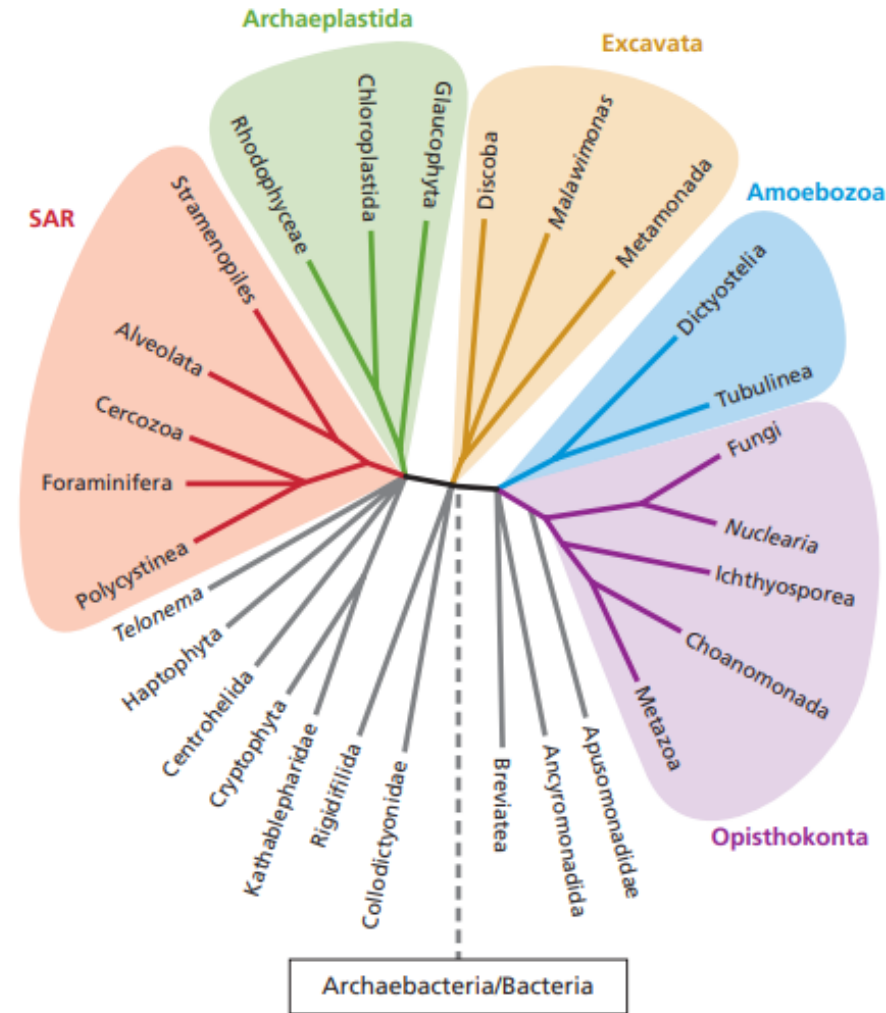 Archaeplastida
Excavata
Amoebozoa
SAR
Opisthokonta
Rhodophyceae
Chloroplastida
Glaucophyta
Discoba
Malawimonas
Metamonada
Dictyostelia
Tubulinea
Fungi
Nuclearia
Ichthyosporea
Choanomonada
Metazoa
Stramenopiles
Alveolata
Cercozoa
Foraminifera
Polycystinea
Telonema
Haptophyta
Centrohelida
Cryptophyta
Kathablepharidae
Rigidifilida
Collodictyonidae
Breviatea
Ancyromonadida
Apusomonadidae
Archaebacteria/Bacteria